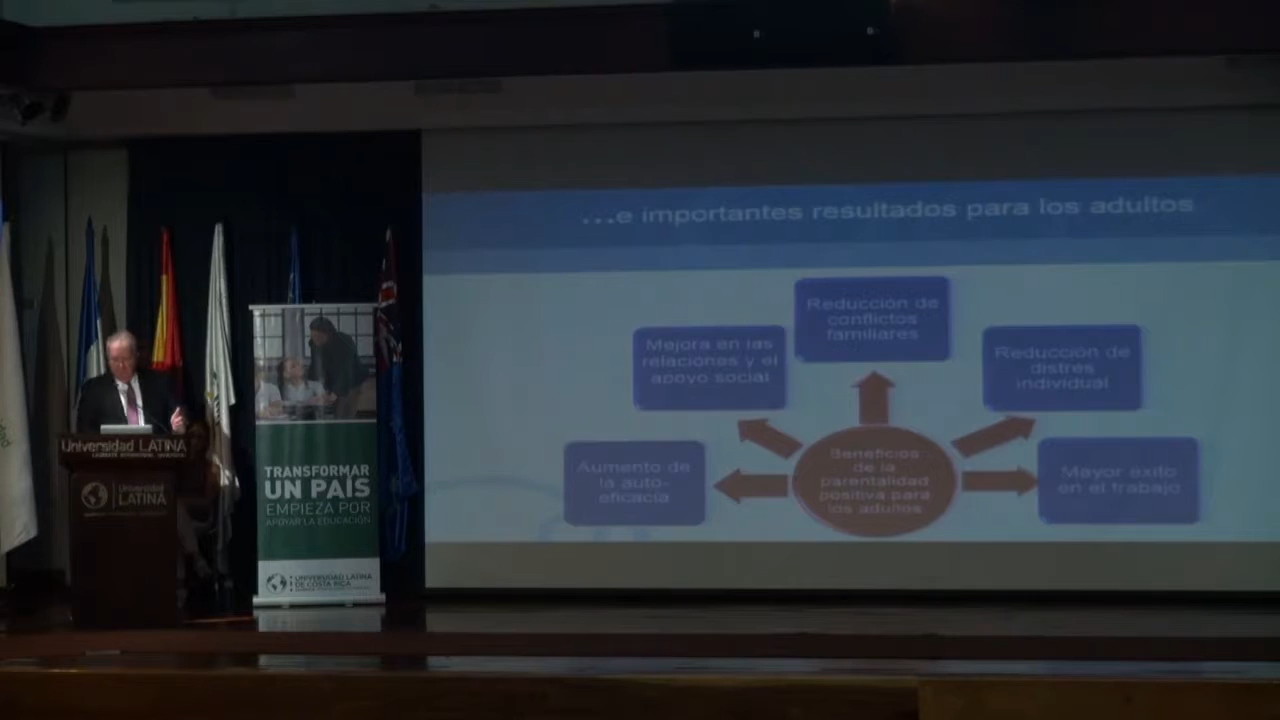 ...e importantes resultados para los adultos
Reducción de
conflictos
familiares
Mejora en las
relaciones y el
apoyo social
Reducción de
distrés
individual
Aumento de
la auto-
eficacia
Beneficios
de la
parentalidad
positiva para
los adultos
Mayor éxito
en el trabajo
Universidad LATINA
Universidad
LATINA
TRANSFORMAR
UN PAÍS
EMPIEZA POR
APOYAR LA EDUCACIÓN
UNIVERSIDAD LATINA
DE COSTA RICA